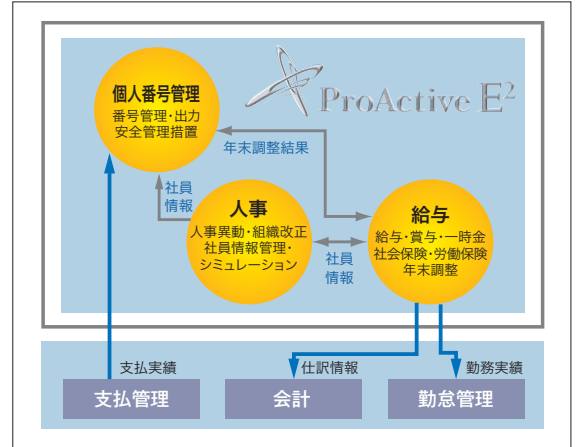 ProActive E²
個人番号管理
番号管理・出力
安全管理措置
年末調整結果
社員
情報
人事
人事異動・組織改正
社員情報管理・
シミュレーション
給与
給与・賞与・一時金
社会保険・労働保険
年末調整
社員
情報
支払実績
仕訳情報
勤務実績
支払管理
会計
勤怠管理